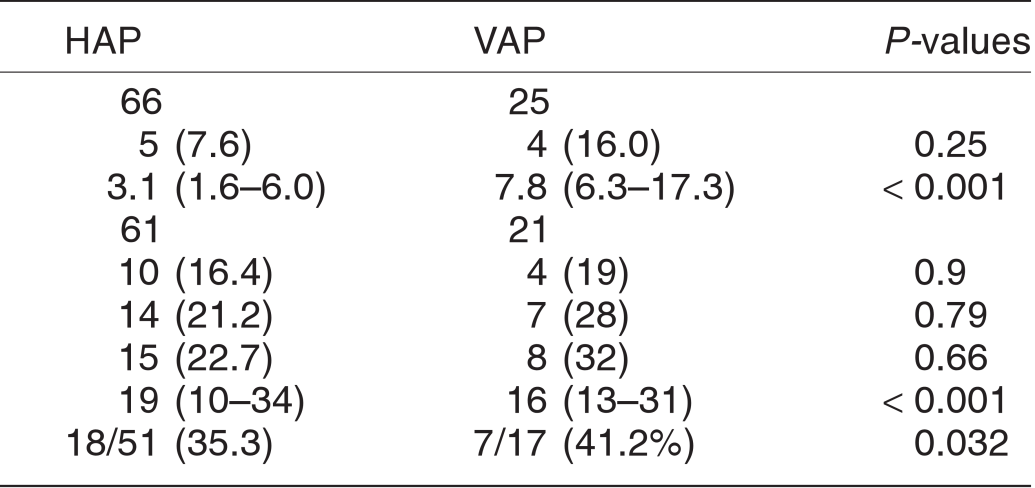 HAP VAP P-values
66 25
5 (7.6) 4 (16.0) 0.25
3.1 (1.6–6.0) 7.8 (6.3–17.3) < 0.001
61 21
10 (16.4) 4 (19) 0.9
14 (21.2) 7 (28) 0.79
15 (22.7) 8 (32) 0.66
19 (10–34) 16 (13–31) < 0.001
18/51 (35.3) 7/17 (41.2%) 0.032